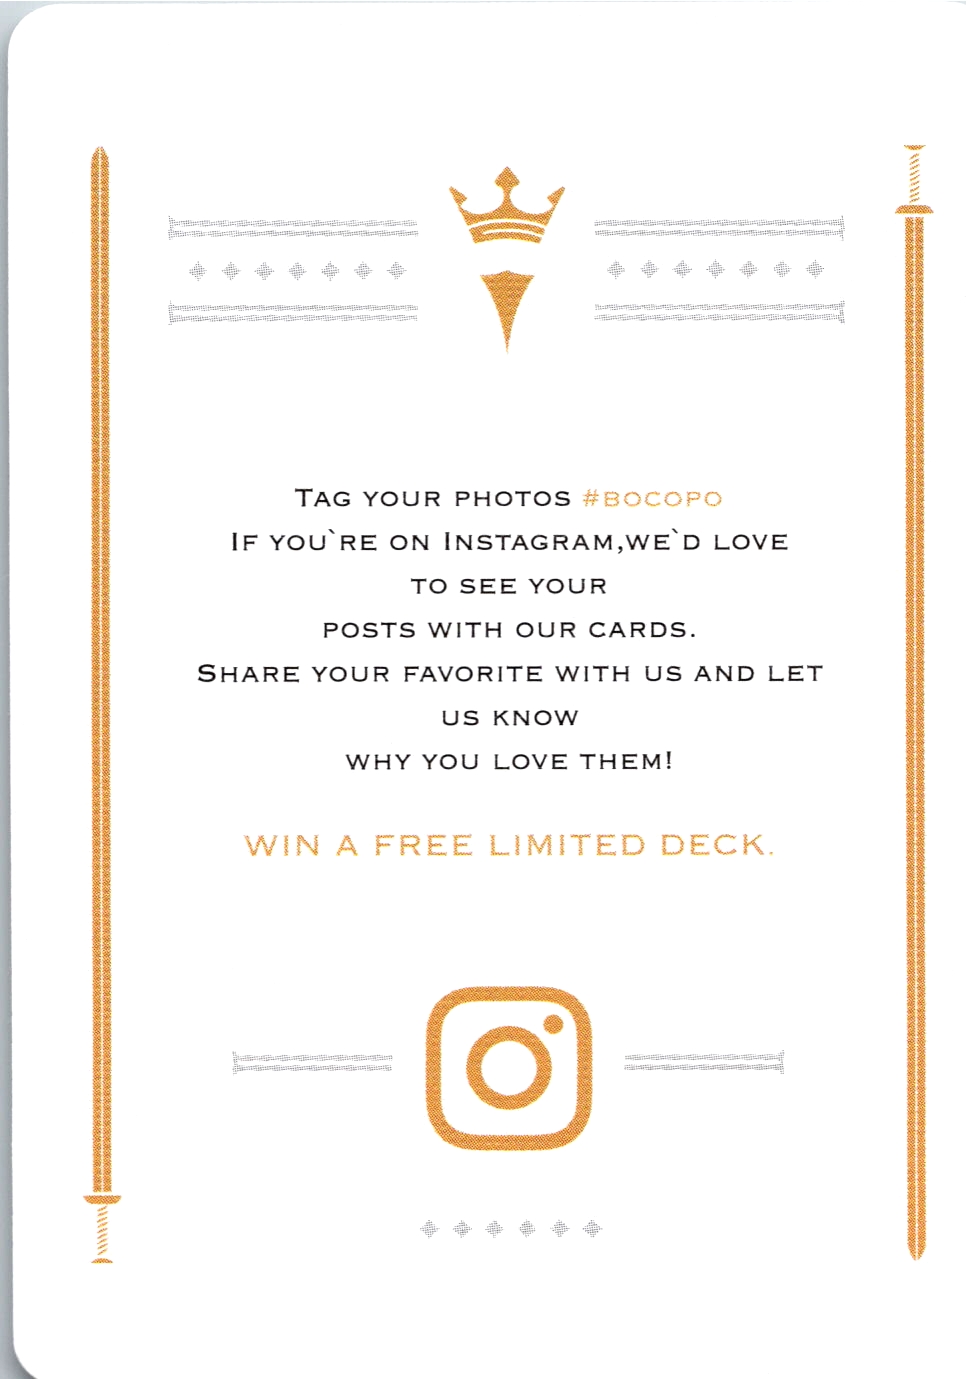 Tag your photos #bocopo
If you`re on Instagram,we`d love
to see your
posts with our cards.
Share your favorite with us and let
us know
why you love them!
WIN A FREE LIMITED DECK.